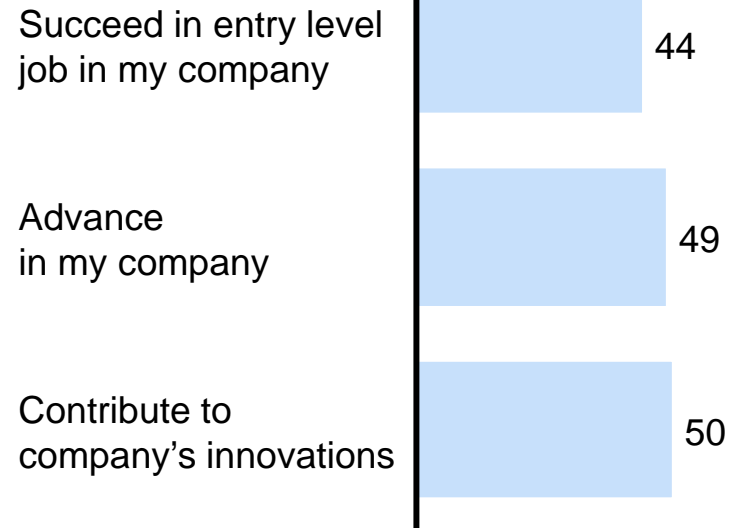 Succeed in entry level
job in my company
44
Advance
in my company
49
Contribute to
company’s innovations
50